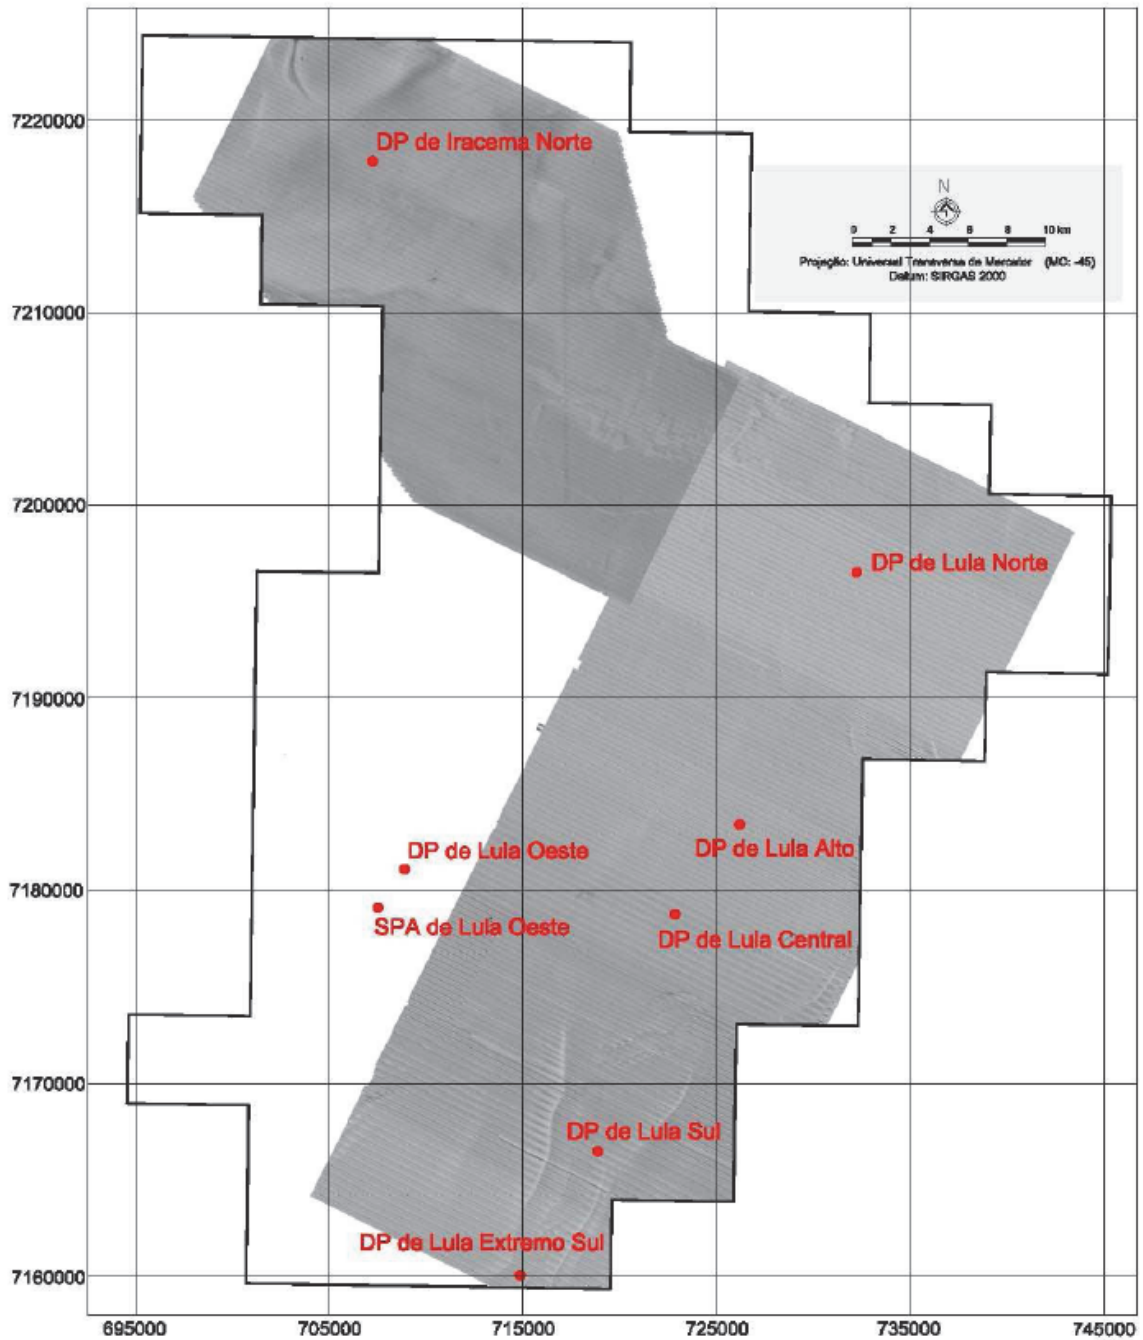 7220000
DP de Iracema Norte
N
0 2 4 6 8 10 km
Projeção: Universal Transversa de Mercator (MC: -45)
Datum: SIRGAS 2000
7210000
7200000
DP de Lula Norte
7190000
DP de Lula Oeste
DP de Lula Alto
7180000
SPA de Lula Oeste
DP de Lula Central
7170000
DP de Lula Sul
DP de Lula Extremo Sul
7160000
695000 705000 715000 725000 735000 745000